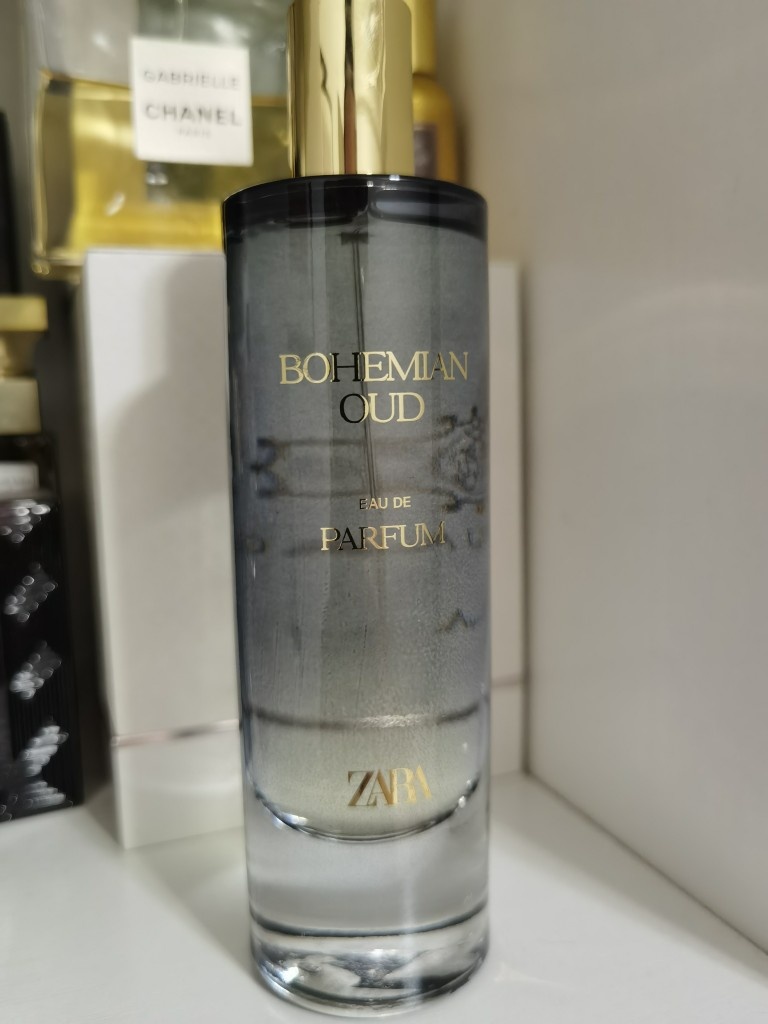 GABRIELLE
CHANEL
PARIS
BOHEMIAN
OUD
EAU DE
PARFUM
ZARA